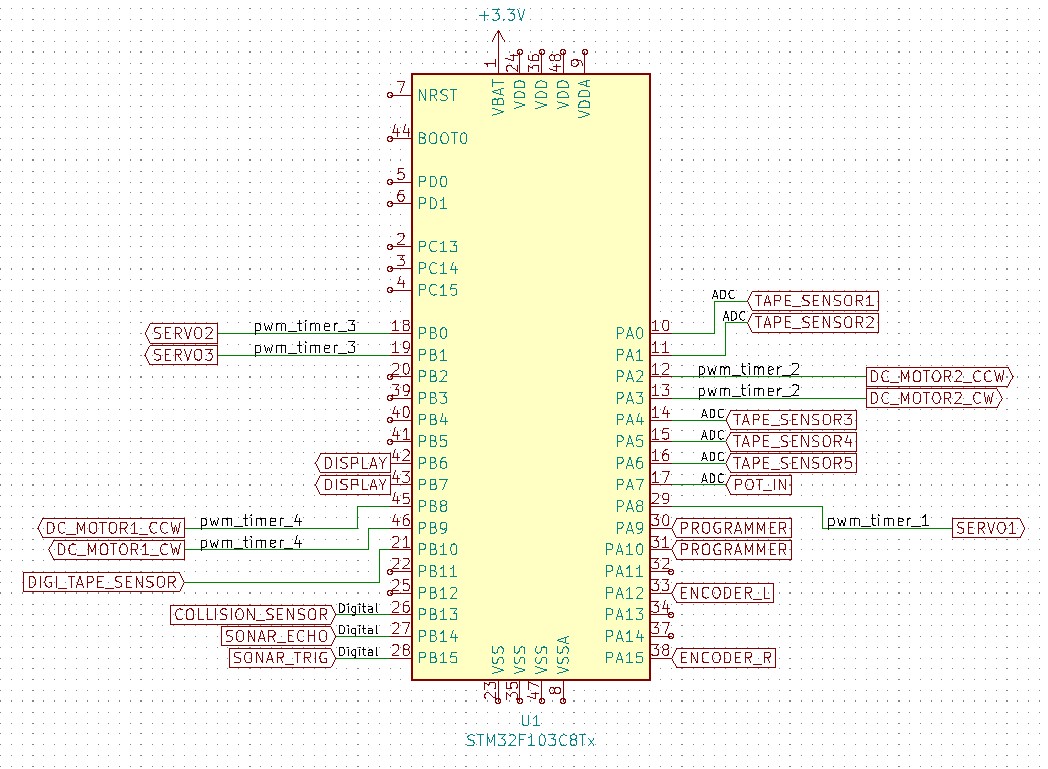 +3.3V
1 24 36 48 9
VBAT VDD VDD VDD VDDA
7 NRST
44 BOOT0
5 PD0
6 PD1
2 PC13
3 PC14
4 PC15
ADC TAPE_SENSOR1
ADC TAPE_SENSOR2
SERVO2 pwm_timer_3 18 PB0 PA0 10
SERVO3 pwm_timer_3 19 PB1 PA1 11
20 PB2 PA2 12 pwm_timer_2 DC_MOTOR2_CCW
39 PB3 PA3 13 pwm_timer_2 DC_MOTOR2_CW
40 PB4 PA4 14 ADC TAPE_SENSOR3
41 PB5 PA5 15 ADC TAPE_SENSOR4
DISPLAY 42 PB6 PA6 16 ADC TAPE_SENSOR5
DISPLAY 43 PB7 PA7 17 ADC POT_IN
45 PB8 PA8 29
DC_MOTOR1_CCW pwm_timer_4 46 PB9 PA9 30 PROGRAMMER pwm_timer_1 SERVO1
DC_MOTOR1_CW pwm_timer_4 21 PB10 PA10 31 PROGRAMMER
22 PB11 PA11 32
DIGI_TAPE_SENSOR
25 PB12 PA12 33 ENCODER_L
COLLISION_SENSOR Digital 26 PB13 PA13 34
SONAR_ECHO Digital 27 PB14 PA14 37
SONAR_TRIG Digital 28 PB15 PA15 38 ENCODER_R
VSS VSS VSS VSSA
23 35 47 8
U1
STM32F103C8Tx